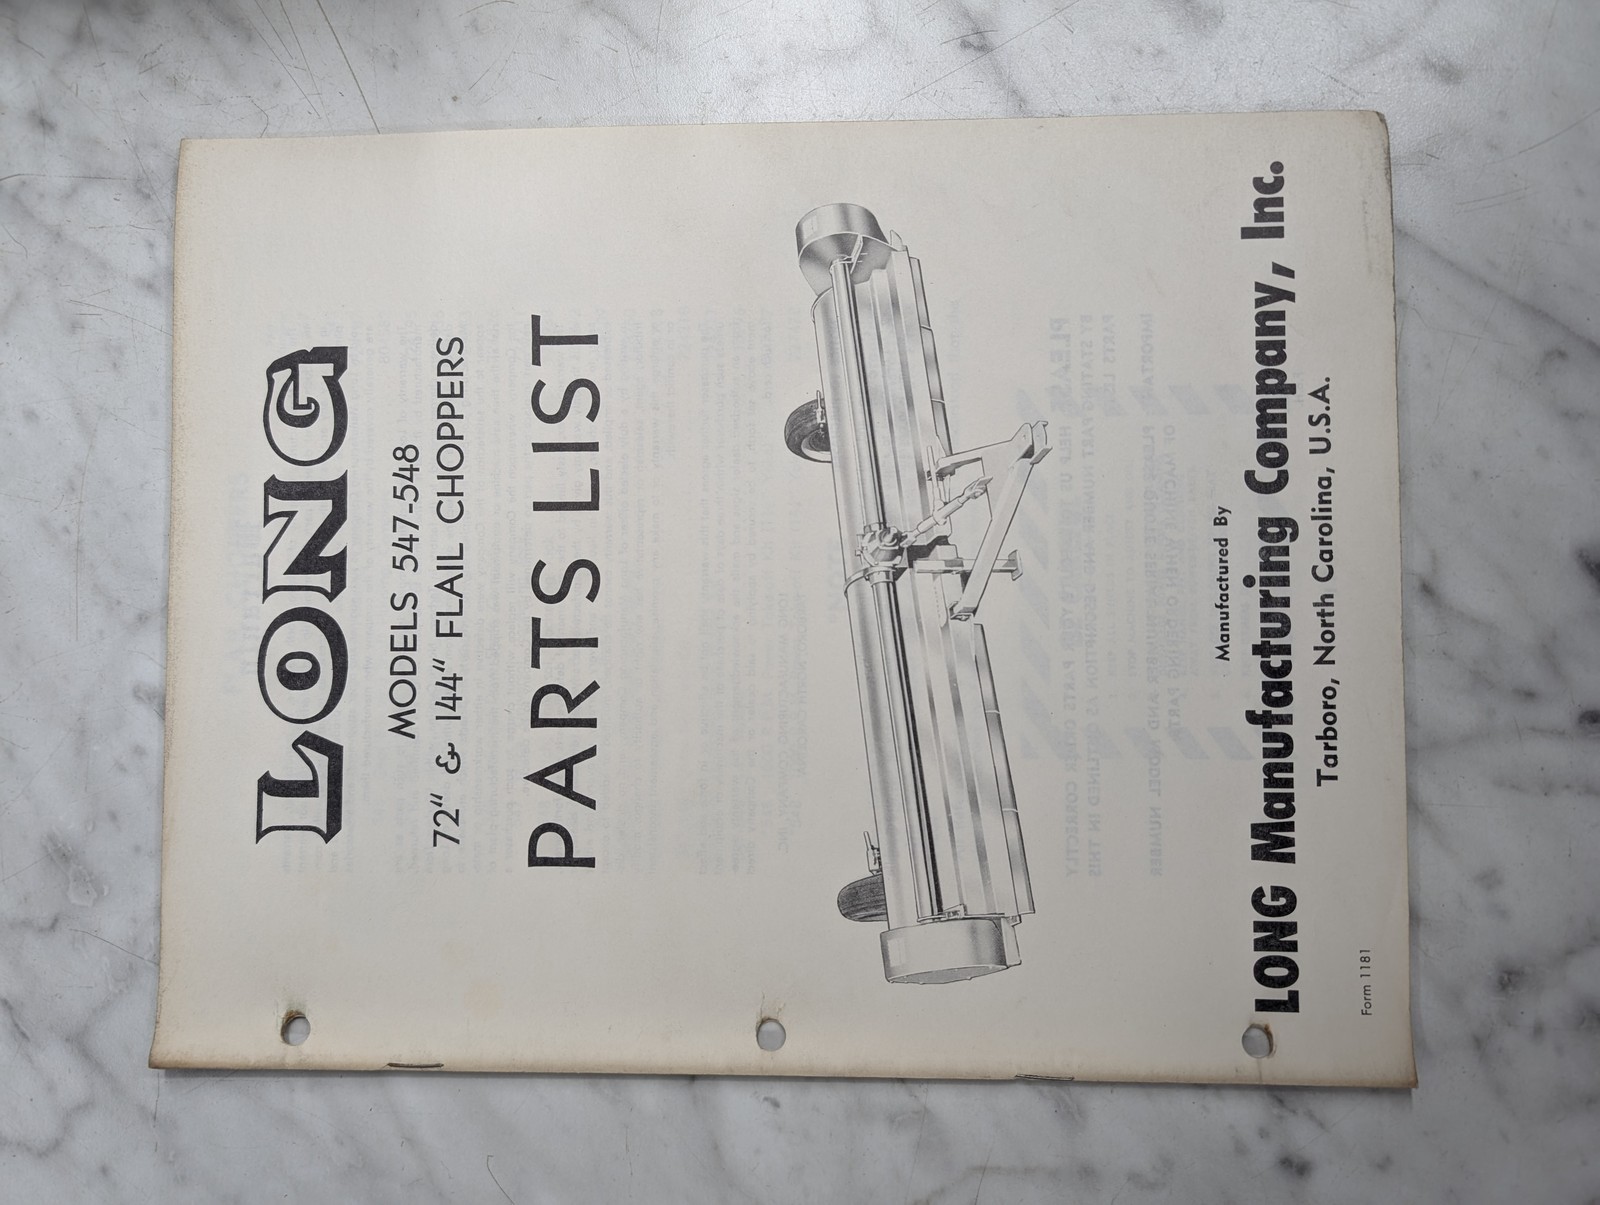 LONG
MODELS 547-548
72" & 144" FLAIL CHOPPERS
PARTS LIST
Manufactured By
LONG Manufacturing Company, Inc.
Tarboro, North Carolina, U.S.A.
Form 1181